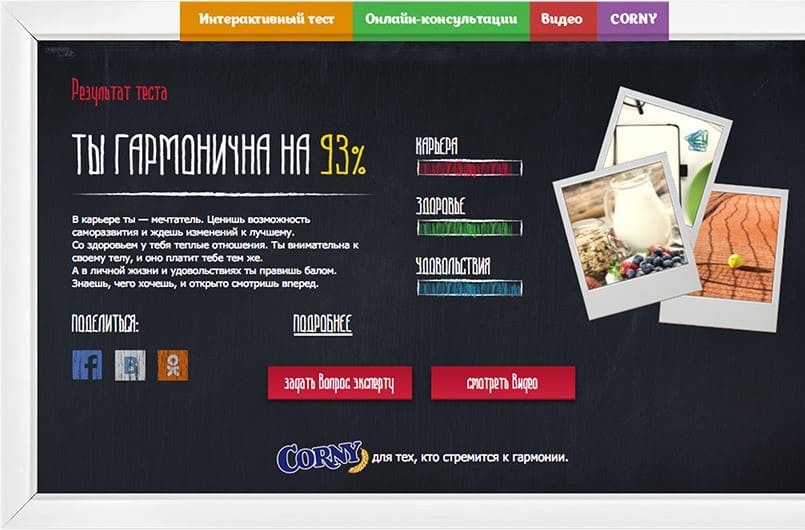 Интерактивный тест
Онлайн-консультации
Видео
CORNY
Результат теста
ТЫ ГАРМОНИЧНА НА 93%
В карьере ты — мечтатель. Ценишь возможность
саморазвития и ждешь изменений к лучшему.
Со здоровьем у тебя теплые отношения. Ты внимательна к
своему телу, и оно платит тебе тем же.
А в личной жизни и удовольствиях ты правишь балом.
Знаешь, чего хочешь, и открыто смотришь вперед.
КАРЬЕРА
ЗДОРОВЬЕ
УДОВОЛЬСТВИЯ
ПОДЕЛИТЬСЯ:
ПОДРОБНЕЕ
задать вопрос эксперту
смотреть видео
CORNY для тех, кто стремится к гармонии.